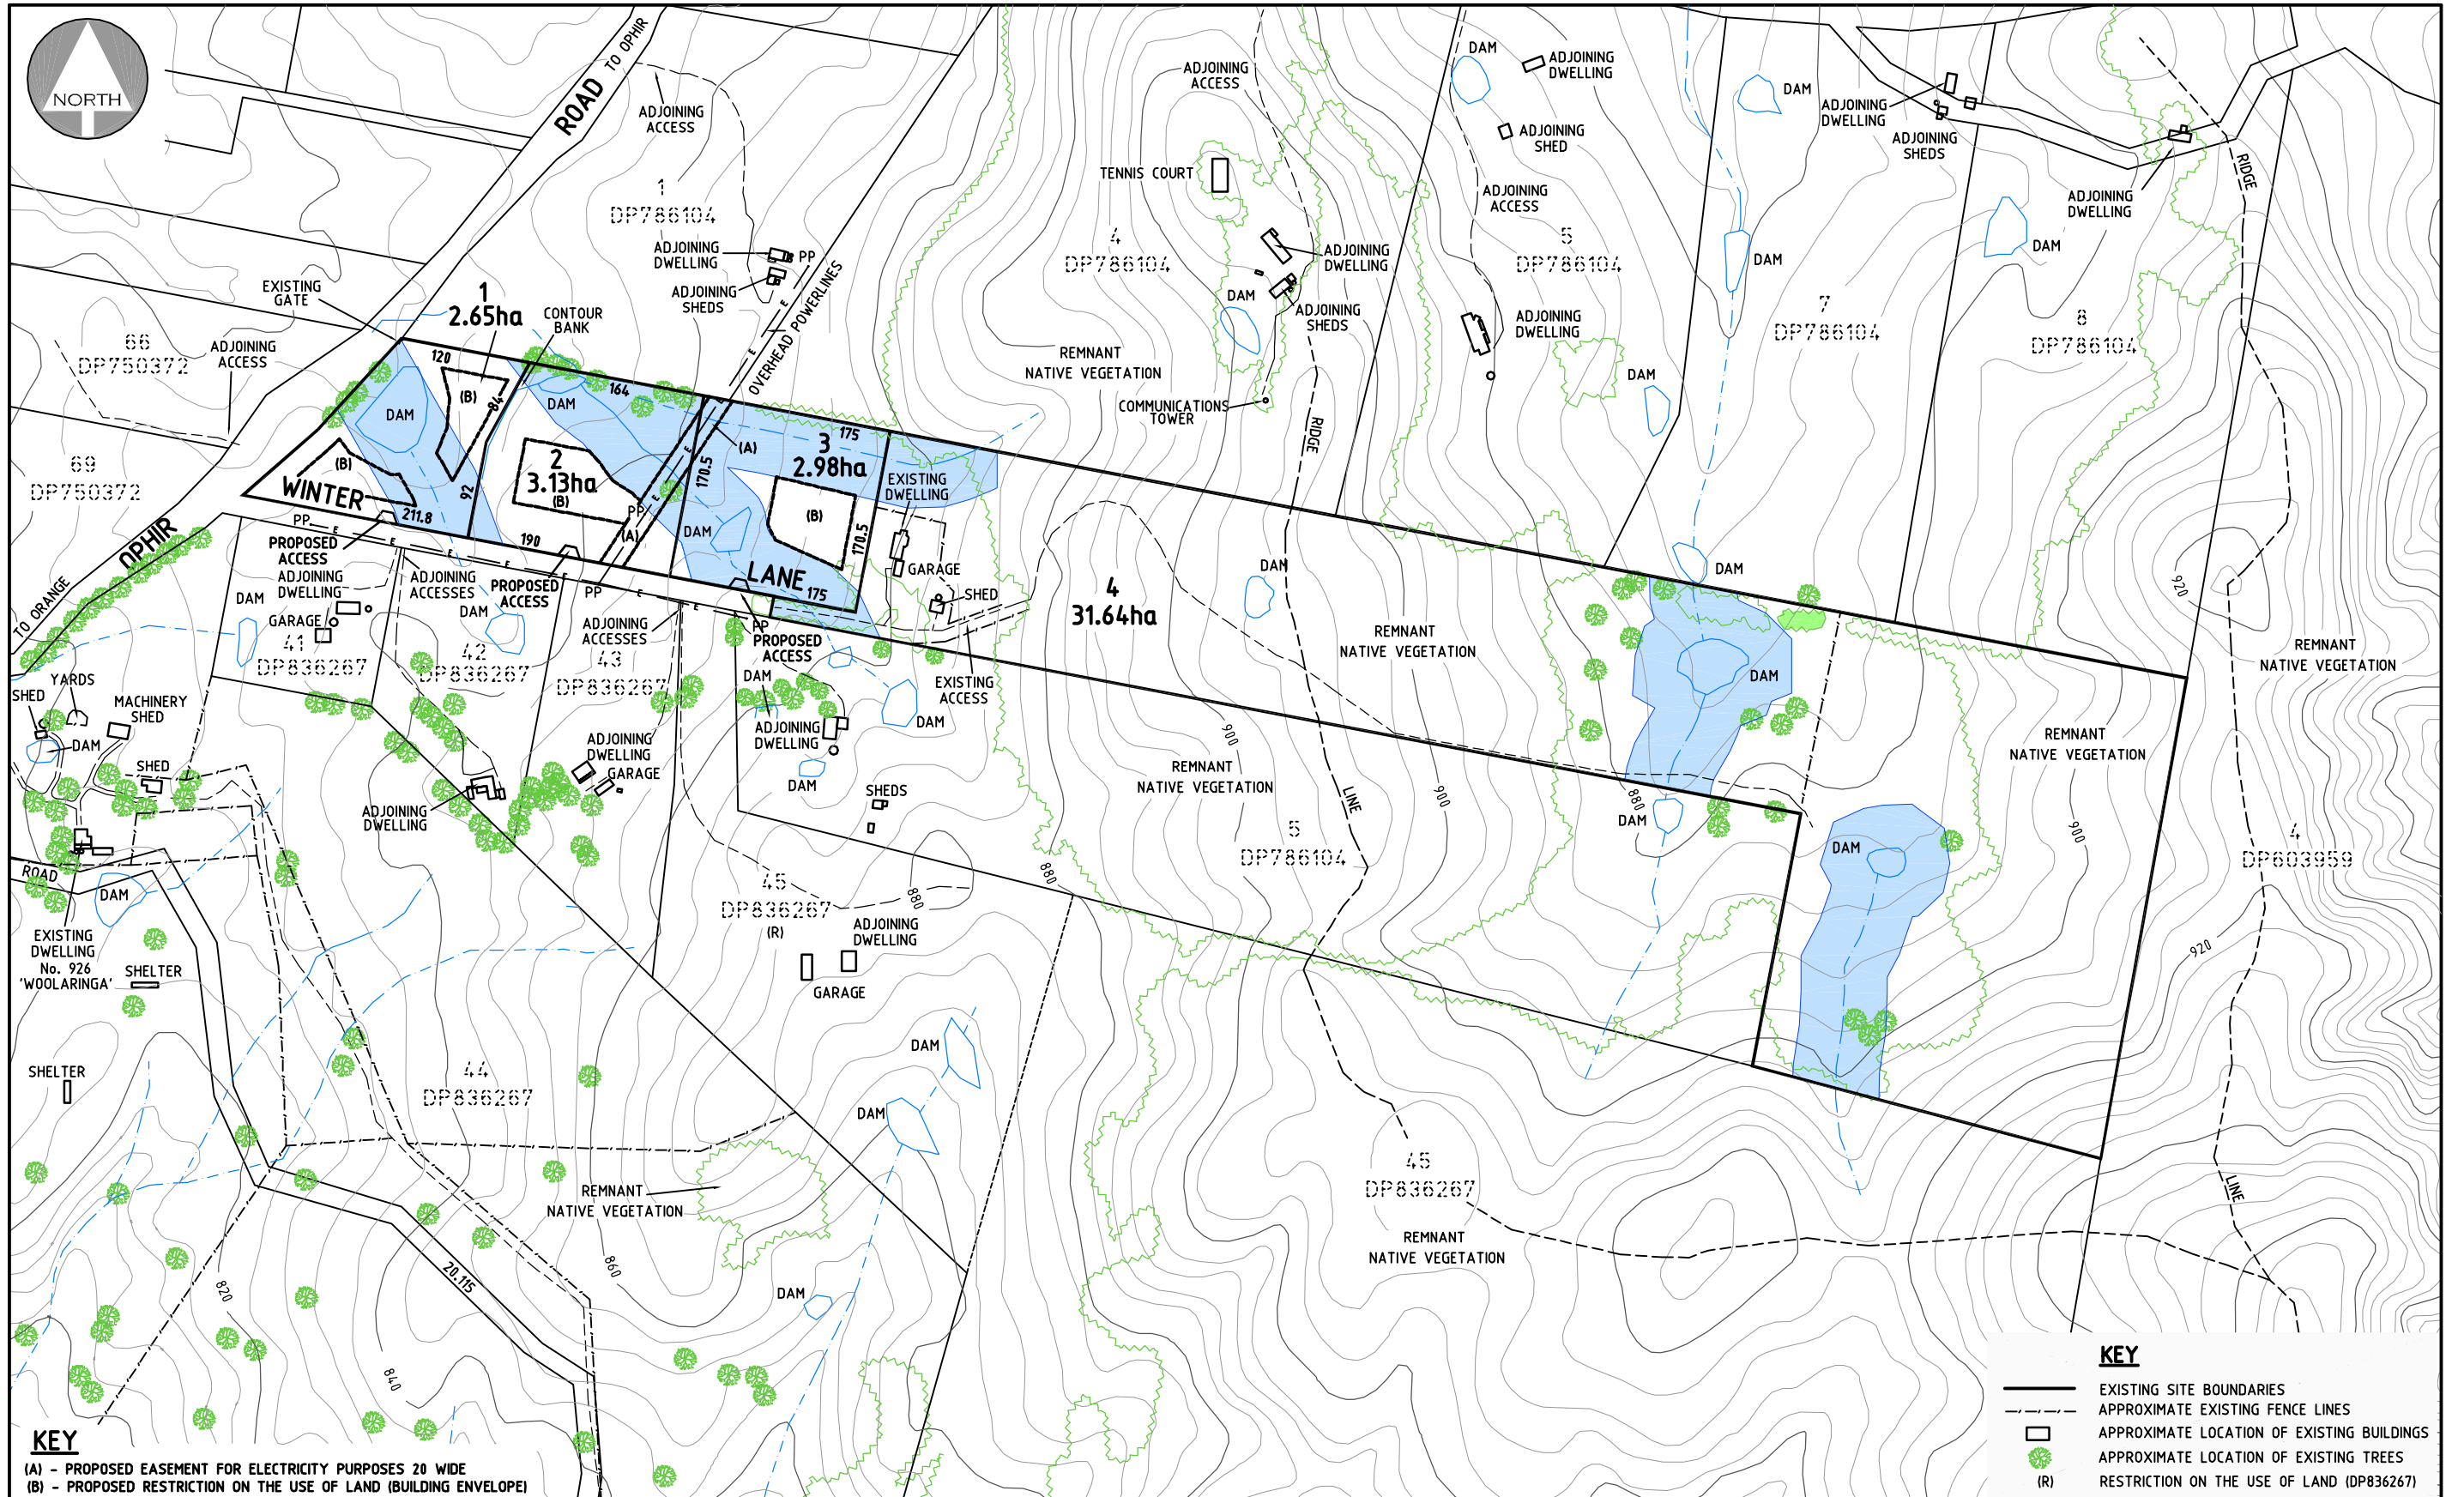 NORTH
ROAD
TO OPHIR
ADJOINING
ACCESS
1
DP786104
ADJOINING
DWELLING
PP
ADJOINING
SHEDS
E
E
OVERHEAD POWERLINES
ADJOINING
ACCESS
TENNIS COURT
4
DP786104
ADJOINING
DWELLING
DAM
ADJOINING
SHEDS
COMMUNICATIONS
TOWER
REMNANT
NATIVE VEGETATION
RIDGE
DAM
ADJOINING
DWELLING
ADJOINING
SHED
ADJOINING
ACCESS
5
DP786104
ADJOINING
DWELLING
DAM
DAM
DAM
7
DP786104
ADJOINING
DWELLING
ADJOINING
SHEDS
ADJOINING
DWELLING
RIDGE
DAM
8
DP786104
EXISTING
GATE
66
DP750372
ADJOINING
ACCESS
69
DP750372
1
2.65ha
CONTOUR
BANK
120
(B)
84
DAM
DAM
164
(B)
WINTER
92
211.8
2
3.13ha
(B)
PP
(A)
190
E
E
170.5
(A)
3
2.98ha
175
(B)
170.5
DAM
LANE
175
EXISTING
DWELLING
GARAGE
SHED
PP
E
E
E
E
PP
E
E
PP
PROPOSED
ACCESS
PROPOSED
ACCESS
PROPOSED
ACCESS
OPHIR
TO ORANGE
ADJOINING
DWELLING
DAM
GARAGE
41
DP836267
ADJOINING
ACCESSES
DAM
42
DP836267
ADJOINING
ACCESSES
43
DP836267
EXISTING
ACCESS
DAM
DAM
4
31.64ha
DAM
REMNANT
NATIVE VEGETATION
900
REMNANT
NATIVE VEGETATION
LINE
900
5
DP786104
DAM
DAM
880
DAM
DAM
REMNANT
NATIVE VEGETATION
900
920
REMNANT
NATIVE VEGETATION
4
DP603959
920
LINE
YARDS
SHED
MACHINERY
SHED
DAM
SHED
ROAD
DAM
EXISTING
DWELLING
No. 926
'WOOLARINGA'
SHELTER
SHELTER
ADJOINING
DWELLING
ADJOINING
DWELLING
GARAGE
ADJOINING
DWELLING
DAM
SHEDS
880
880
45
DP836267
(R)
ADJOINING
DWELLING
GARAGE
44
DP836267
DAM
DAM
REMNANT
NATIVE VEGETATION
860
DAM
20.115
820
840
45
DP836267
REMNANT
NATIVE VEGETATION
KEY
(A) - PROPOSED EASEMENT FOR ELECTRICITY PURPOSES 20 WIDE
(B) - PROPOSED RESTRICTION ON THE USE OF LAND (BUILDING ENVELOPE)
KEY
EXISTING SITE BOUNDARIES
APPROXIMATE EXISTING FENCE LINES
APPROXIMATE LOCATION OF EXISTING BUILDINGS
APPROXIMATE LOCATION OF EXISTING TREES
(R) RESTRICTION ON THE USE OF LAND (DP836267)